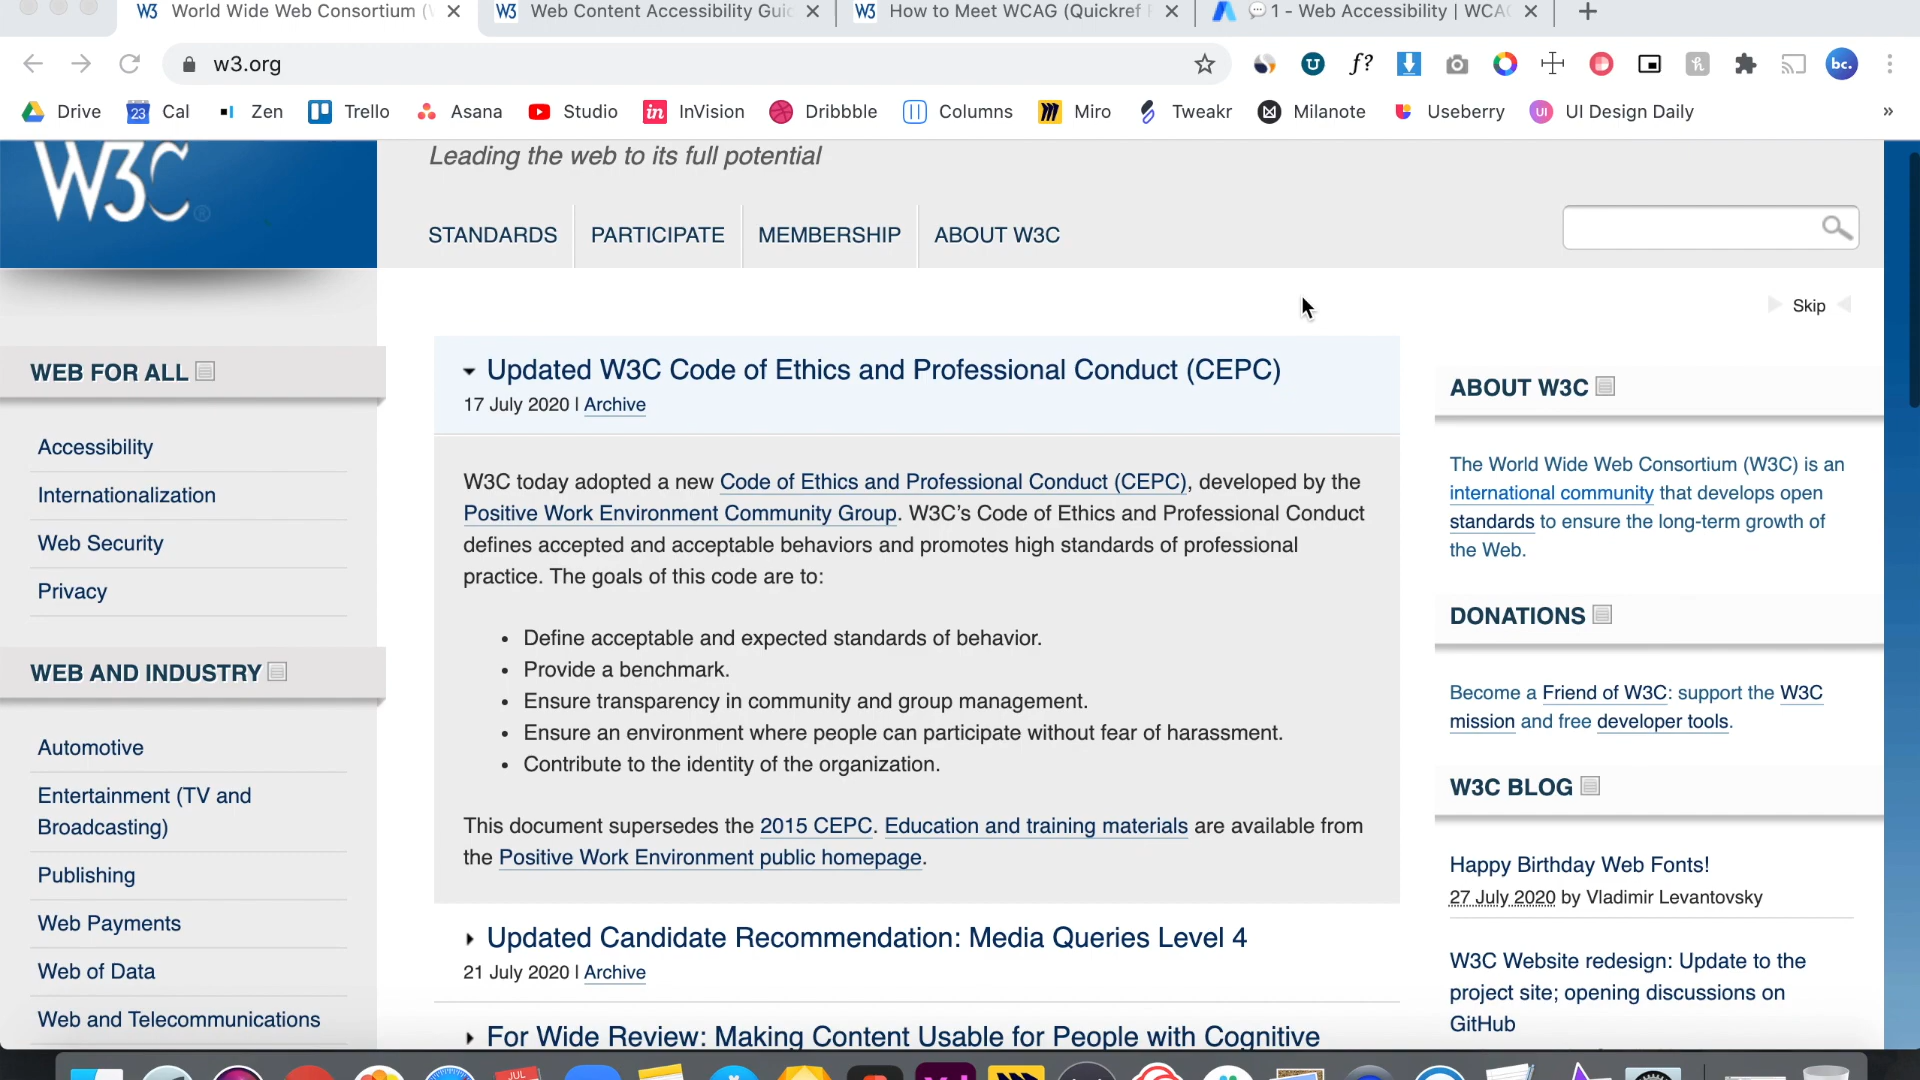 World Wide Web Consortium (
Web Content Accessibility Gui
How to Meet WCAG (Quickref
1 - Web Accessibility | WCA
w3.org
f?
bc.
Drive
23
Cal
Zen
Trello
Asana
Studio
in
InVision
Dribbble
Columns
Miro
Tweakr
Milanote
Useberry
UI
UI Design Daily
»
W3C®
Leading the web to its full potential
STANDARDS
PARTICIPATE
MEMBERSHIP
ABOUT W3C
Skip
WEB FOR ALL
Accessibility
Internationalization
Web Security
Privacy
WEB AND INDUSTRY
Automotive
Entertainment (TV and
Broadcasting)
Publishing
Web Payments
Web of Data
Web and Telecommunications
Updated W3C Code of Ethics and Professional Conduct (CEPC)
17 July 2020 | Archive
W3C today adopted a new Code of Ethics and Professional Conduct (CEPC), developed by the
Positive Work Environment Community Group. W3C’s Code of Ethics and Professional Conduct
defines accepted and acceptable behaviors and promotes high standards of professional
practice. The goals of this code are to:
• Define acceptable and expected standards of behavior.
• Provide a benchmark.
• Ensure transparency in community and group management.
• Ensure an environment where people can participate without fear of harassment.
• Contribute to the identity of the organization.
This document supersedes the 2015 CEPC. Education and training materials are available from
the Positive Work Environment public homepage.
Updated Candidate Recommendation: Media Queries Level 4
21 July 2020 | Archive
For Wide Review: Making Content Usable for People with Cognitive
ABOUT W3C
The World Wide Web Consortium (W3C) is an
international community that develops open
standards to ensure the long-term growth of
the Web.
DONATIONS
Become a Friend of W3C: support the W3C
mission and free developer tools.
W3C BLOG
Happy Birthday Web Fonts!
27 July 2020 by Vladimir Levantovsky
W3C Website redesign: Update to the
project site; opening discussions on
GitHub
JUL